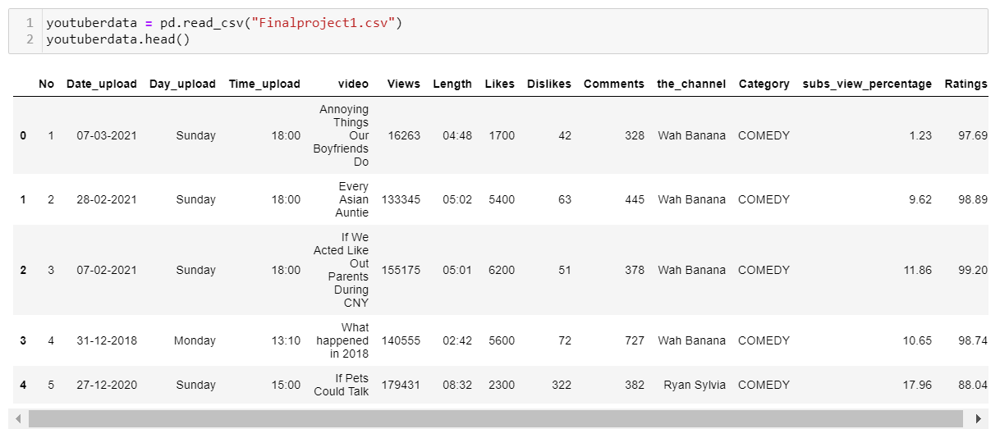 1 youtuberdata = pd.read_csv("Finalproject1.csv")
2 youtuberdata.head()
No Date_upload Day_upload Time_upload video Views Length Likes Dislikes Comments the_channel Category subs_view_percentage Ratings
Annoying
Things
0 1 07-03-2021 Sunday 18:00 Our 16263 04:48 1700 42 328 Wah Banana COMEDY 1.23 97.69
Boyfriends
Do
Every
1 2 28-02-2021 Sunday 18:00 Asian 133345 05:02 5400 63 445 Wah Banana COMEDY 9.62 98.89
Auntie
If We
Acted Like
2 3 07-02-2021 Sunday 18:00 Out 155175 05:01 6200 51 378 Wah Banana COMEDY 11.86 99.20
Parents
During
CNY
What
3 4 31-12-2018 Monday 13:10 happened 140555 02:42 5600 72 727 Wah Banana COMEDY 10.65 98.74
in 2018
4 5 27-12-2020 Sunday 15:00 If Pets 179431 08:32 2300 322 382 Ryan Sylvia COMEDY 17.96 88.04
Could Talk